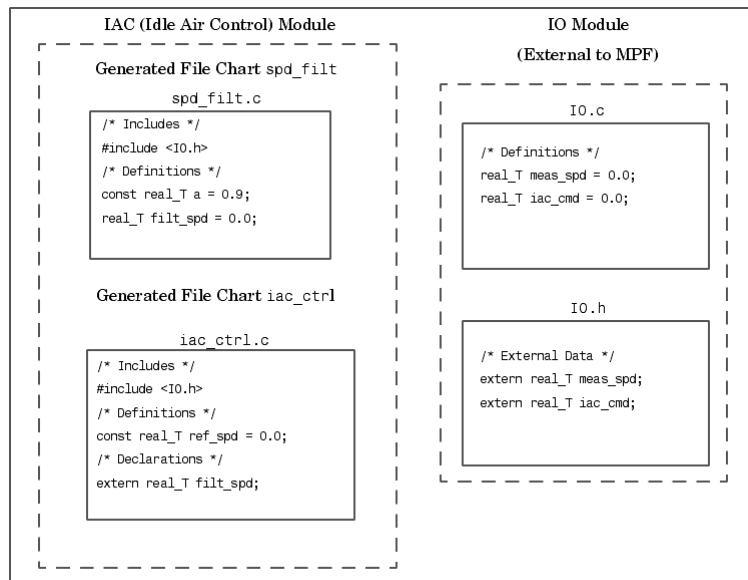 IAC (Idle Air Control) Module
Generated File Chart spd_filt
spd_filt.c
/* Includes */
#include <IO.h>
/* Definitions */
const real_T a = 0.9;
real_T filt_spd = 0.0;
Generated File Chart iac_ctrl
iac_ctrl.c
/* Includes */
#include <IO.h>
/* Definitions */
const real_T ref_spd = 0.0;
/* Declarations */
extern real_T filt_spd;
IO Module
(External to MPF)
IO.c
/* Definitions */
real_T meas_spd = 0.0;
real_T iac_cmd = 0.0;
IO.h
/* External Data */
extern real_T meas_spd;
extern real_T iac_cmd;